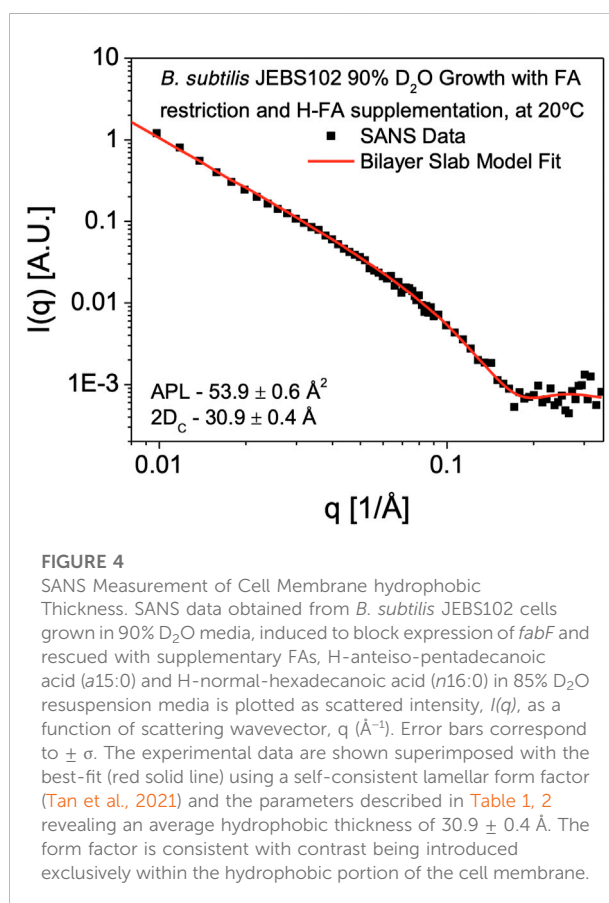 10
B. subtilis JEBS102 90% D₂O Growth with FA
restriction and H-FA supplementation, at 20ºC
SANS Data
Bilayer Slab Model Fit
1
0.1
0.01
1E-3
I(q) [A.U.]
APL - 53.9 ± 0.6 Å²
2D_C - 30.9 ± 0.4 Å
0.01 0.1
q [1/Å]
FIGURE 4
SANS Measurement of Cell Membrane hydrophobic
Thickness. SANS data obtained from B. subtilis JEBS102 cells
grown in 90% D₂O media, induced to block expression of fabF and
rescued with supplementary FAs, H-anteiso-pentadecanoic
acid (a15:0) and H-normal-hexadecanoic acid (n16:0) in 85% D₂O
resuspension media is plotted as scattered intensity, I(q), as a
function of scattering wavevector, q (Å⁻¹). Error bars correspond
to ± σ. The experimental data are shown superimposed with the
best-fit (red solid line) using a self-consistent lamellar form factor
(Tan et al., 2021) and the parameters described in Table 1, 2
revealing an average hydrophobic thickness of 30.9 ± 0.4 Å. The
form factor is consistent with contrast being introduced
exclusively within the hydrophobic portion of the cell membrane.